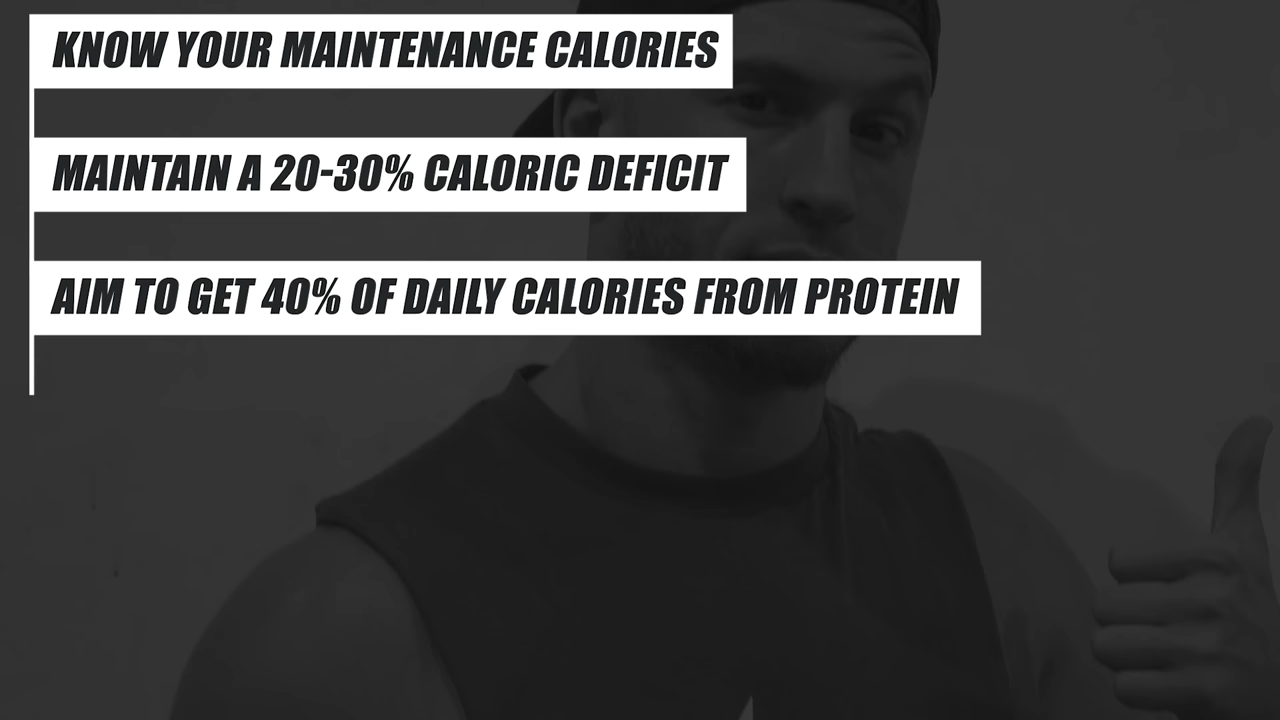 KNOW YOUR MAINTENANCE CALORIES
MAINTAIN A 20-30% CALORIC DEFICIT
AIM TO GET 40% OF DAILY CALORIES FROM PROTEIN